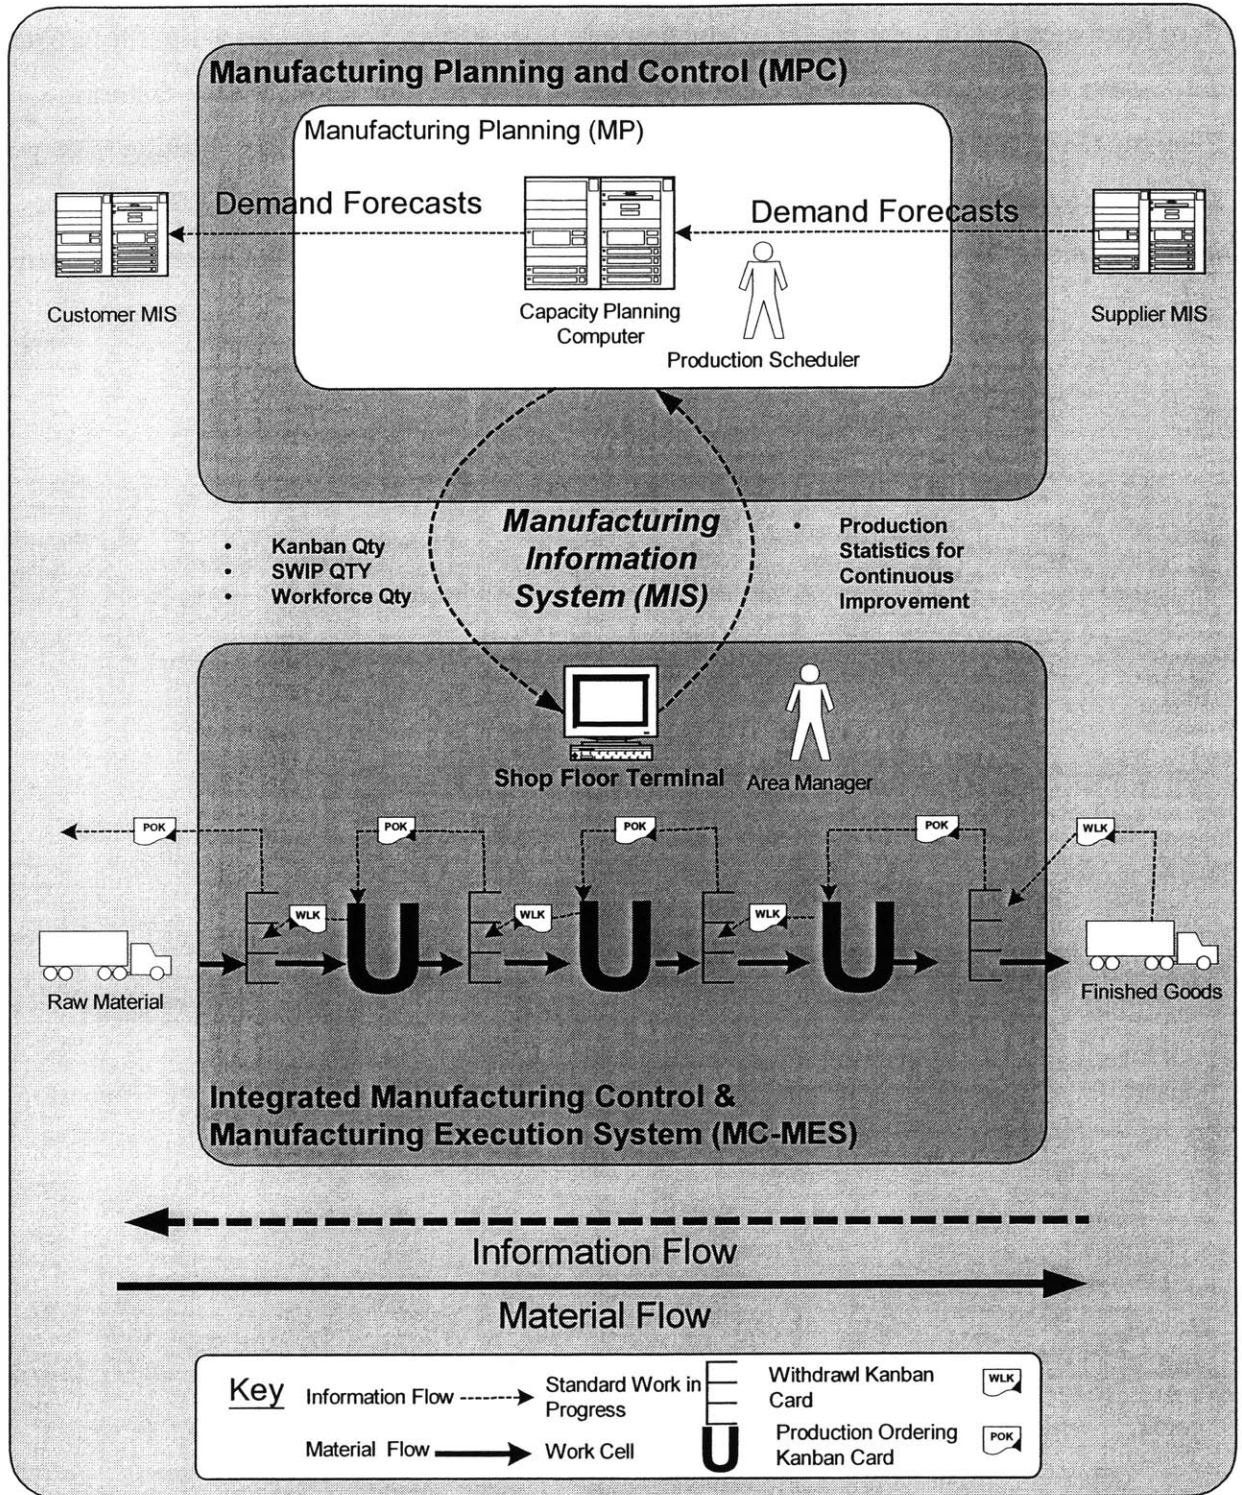 Manufacturing Planning and Control (MPC)
Manufacturing Planning (MP)
Demand Forecasts
Demand Forecasts
Customer MIS
Capacity Planning
Computer
Production Scheduler
Supplier MIS
• Kanban Qty
• SWIP QTY
• Workforce Qty
Manufacturing
Information
System (MIS)
• Production
Statistics for
Continuous
Improvement
Shop Floor Terminal
Area Manager
POK
POK
POK
POK
WLK
WLK
WLK
WLK
U
U
U
Raw Material
Finished Goods
Integrated Manufacturing Control &
Manufacturing Execution System (MC-MES)
Information Flow
Material Flow
Key
Information Flow
Standard Work in
Progress
Withdrawl Kanban
Card
WLK
Material Flow
Work Cell
U
Production Ordering
Kanban Card
POK